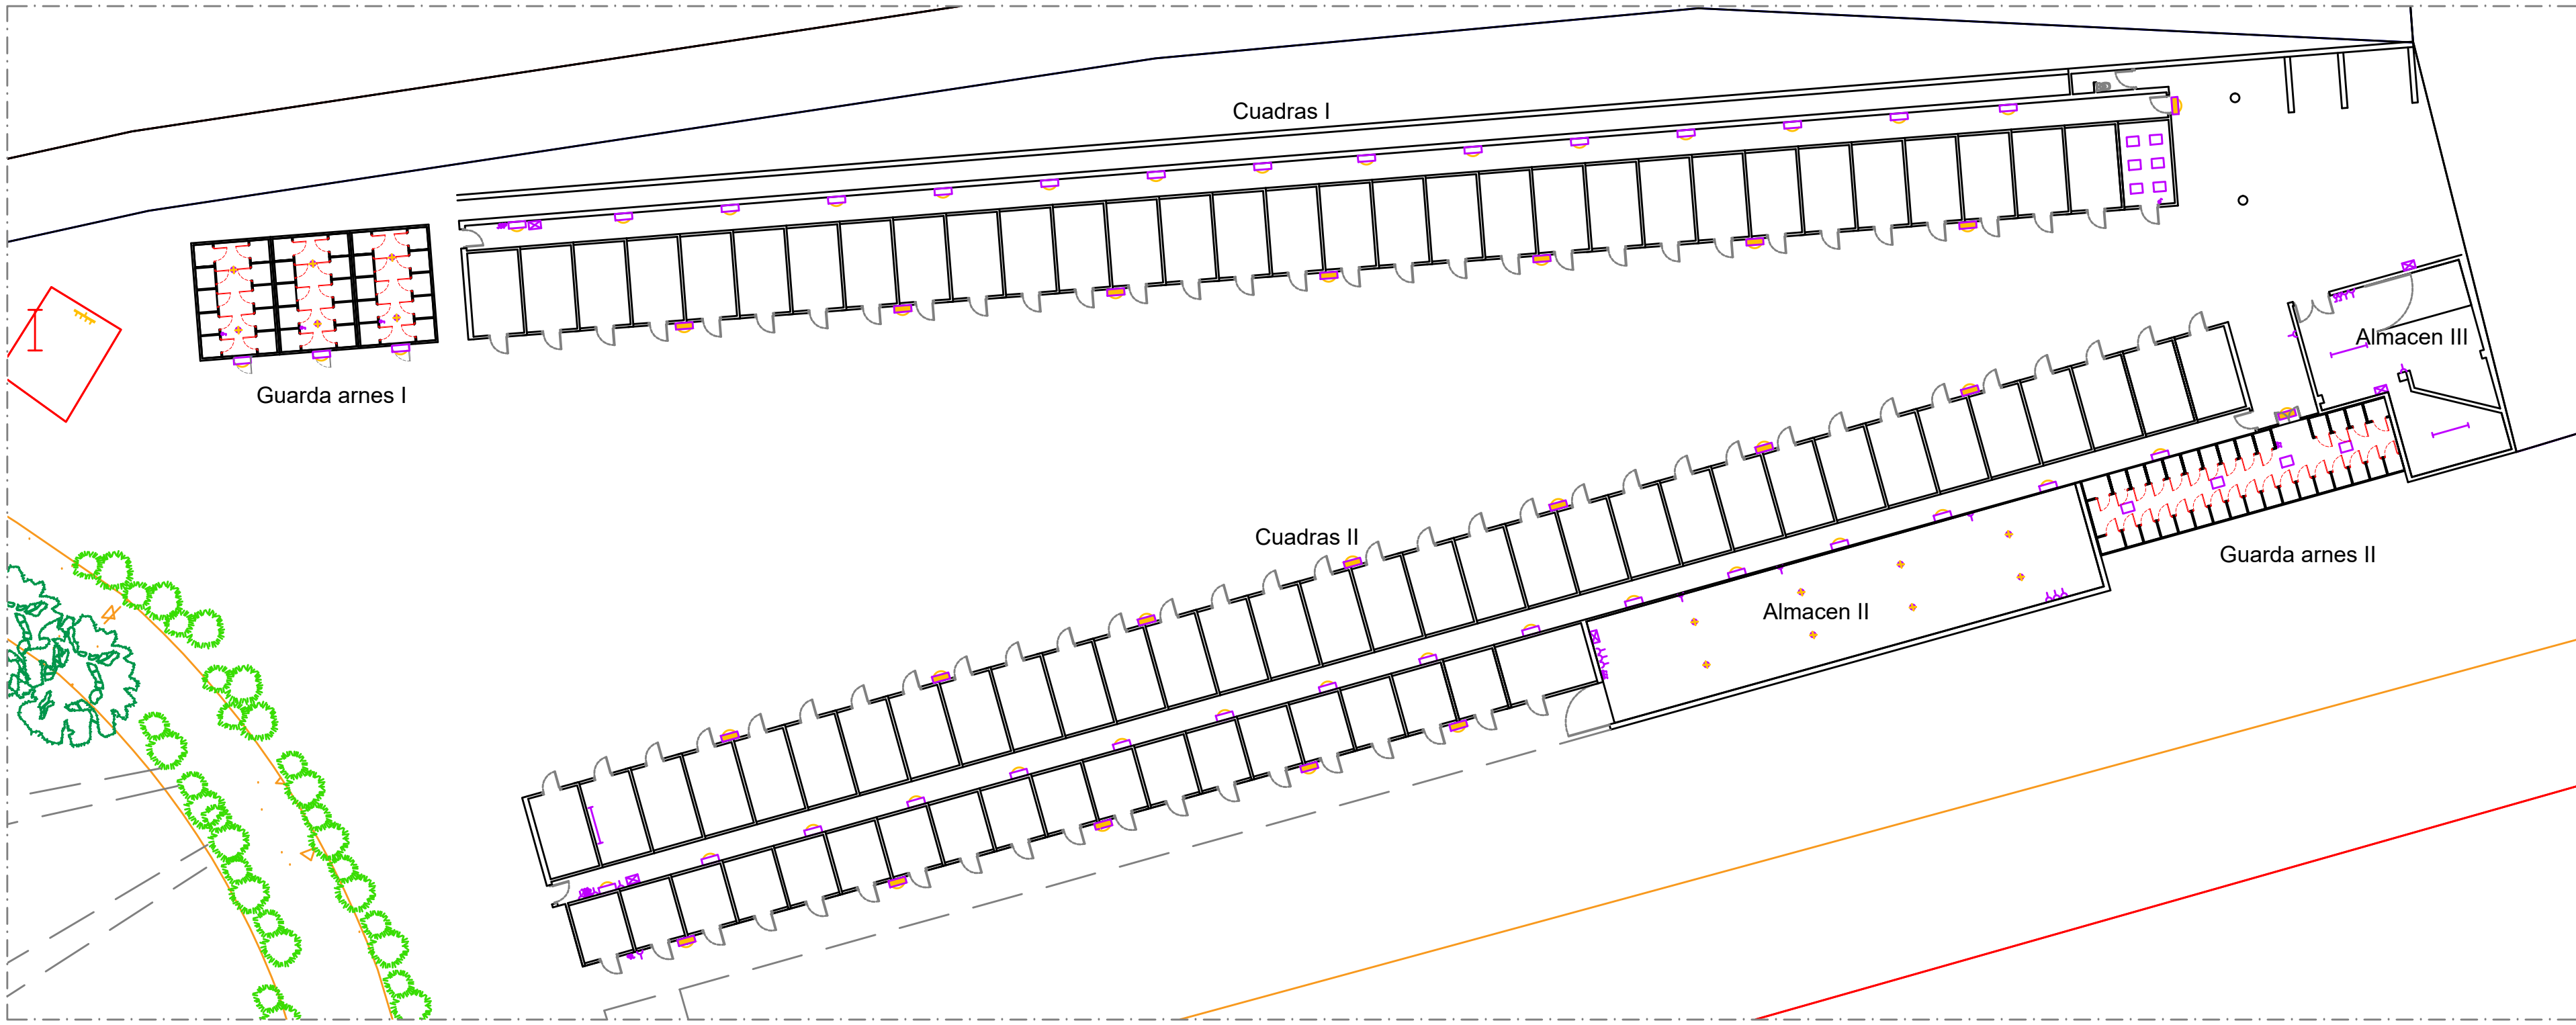 Cuadras I
Almacen III
Guarda arnes I
Cuadras II
Guarda arnes II
Almacen II